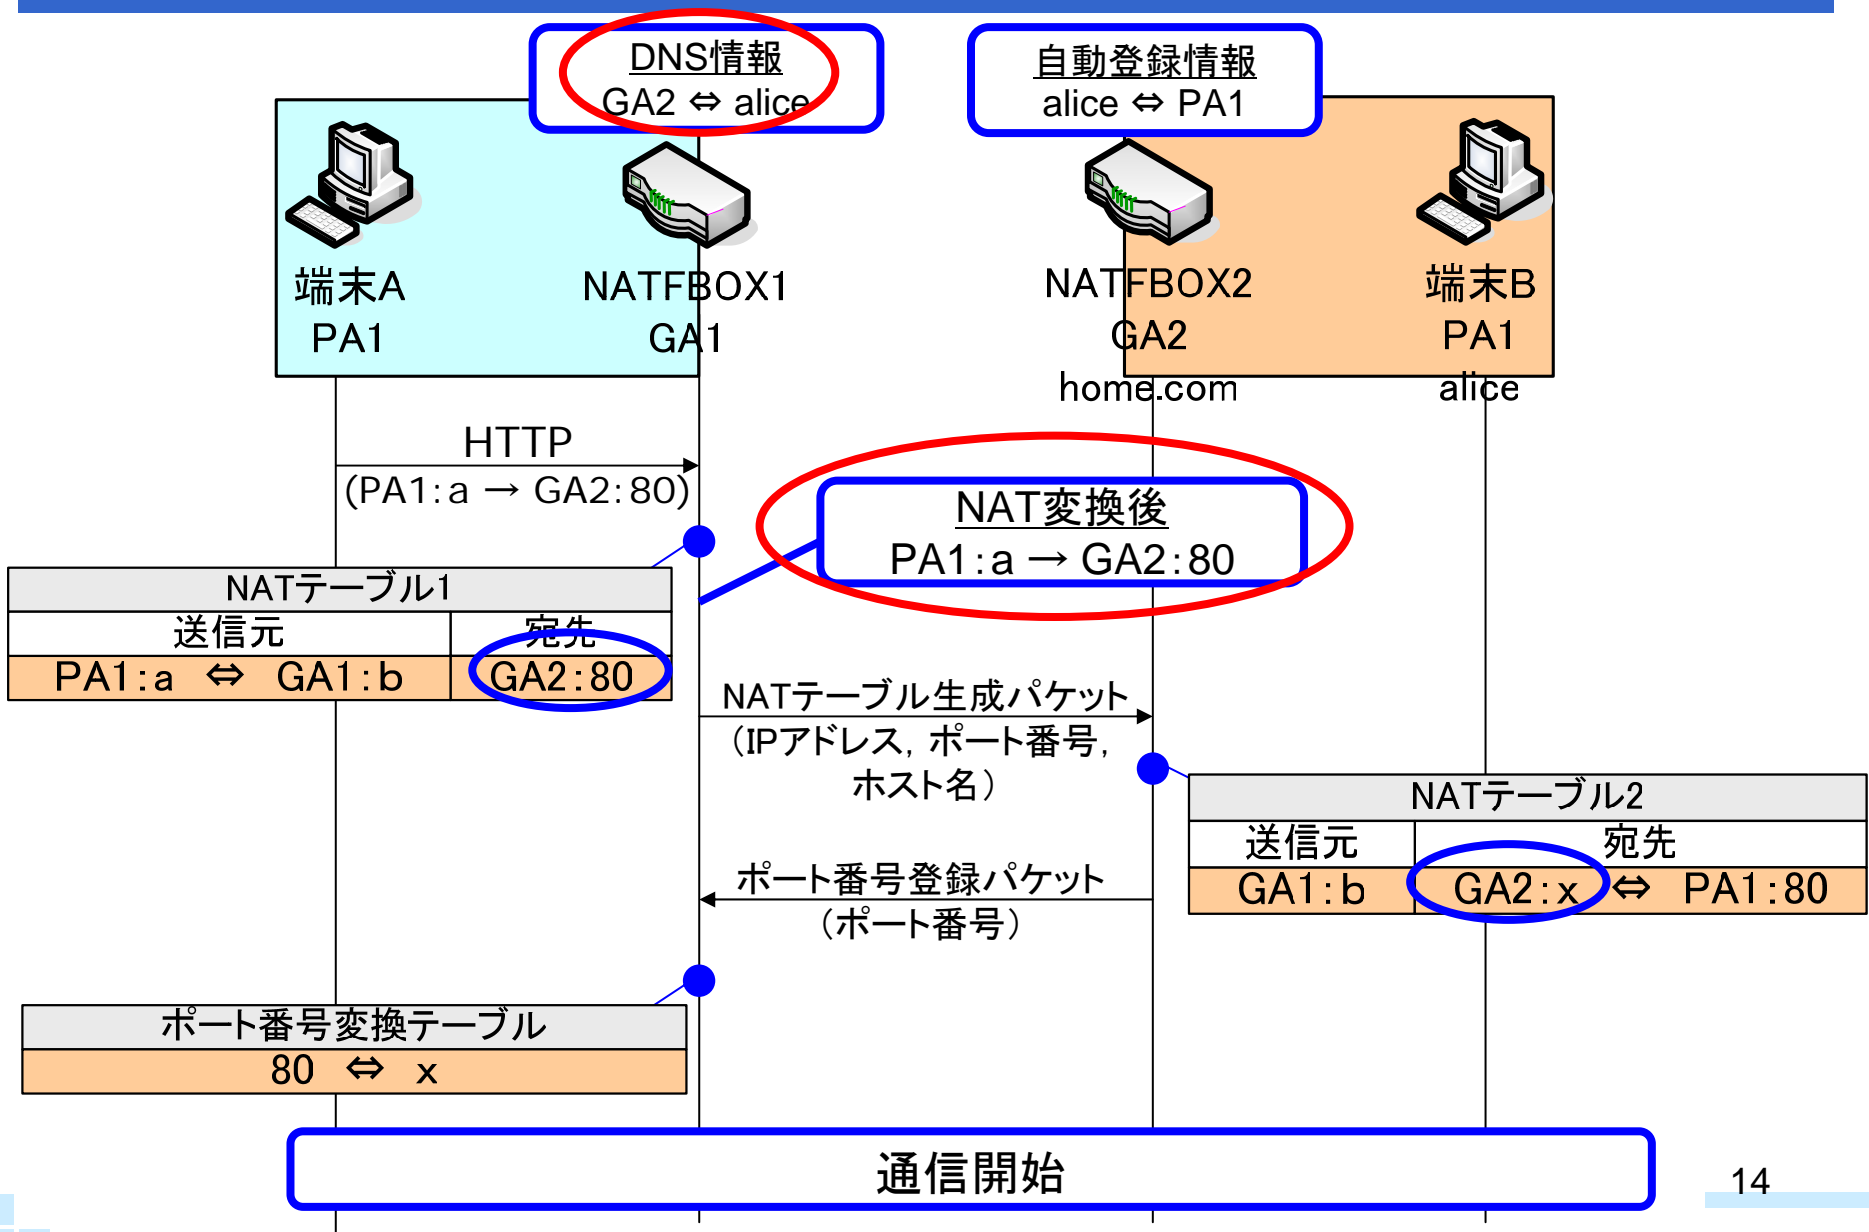 DNS情報
GA2 ⇔ alice
自動登録情報
alice ⇔ PA1
端末A
PA1
NATFBOX1
GA1
NATFBOX2
GA2
home.com
端末B
PA1
alice
HTTP
(PA1:a → GA2:80)
NAT変換後
PA1:a → GA2:80
NATテーブル1
送信元 宛先
PA1:a ⇔ GA1:b GA2:80
NATテーブル生成パケット
(IPアドレス, ポート番号,
ホスト名)
NATテーブル2
送信元 宛先
GA1:b GA2:x ⇔ PA1:80
ポート番号登録パケット
(ポート番号)
ポート番号変換テーブル
80 ⇔ x
通信開始
14